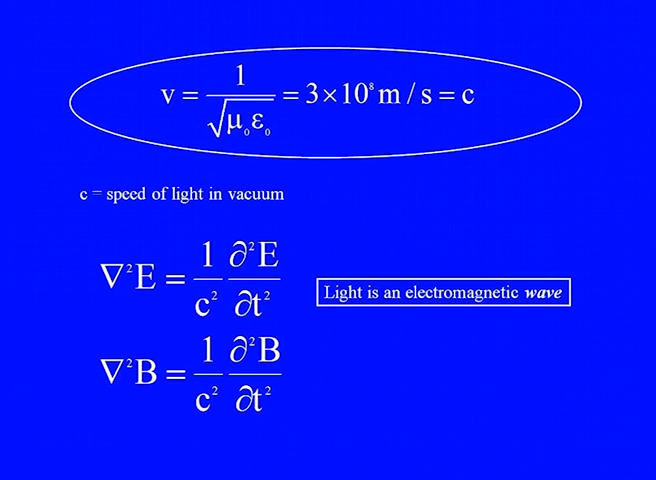 v = 1/√μ₀ε₀ = 3×10⁸ m / s = c
c = speed of light in vacuum
∇²E = 1/c² ∂²E/∂t²
Light is an electromagnetic wave
∇²B = 1/c² ∂²B/∂t²